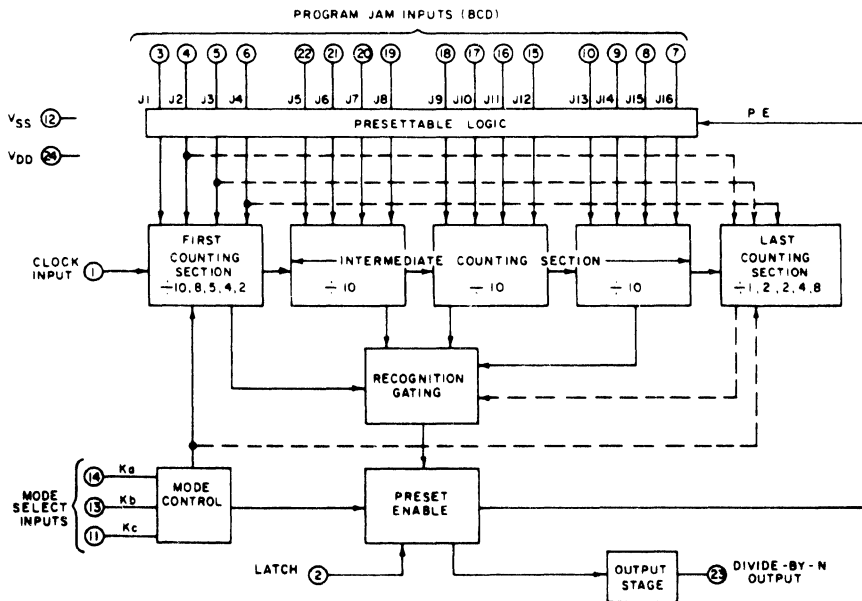 PROGRAM JAM INPUTS (BCD)
3 4 5 6 22 21 20 19 18 17 16 15 10 9 8 7
J1 J2 J3 J4 J5 J6 J7 J8 J9 J10 J11 J12 J13 J14 J15 J16
VSS 12
PRESETTABLE LOGIC
PE
VDD 24
CLOCK
INPUT
1
FIRST
COUNTING
SECTION
÷10,8,5,4,2
INTERMEDIATE COUNTING SECTION
÷ 10
÷ 10
÷ 10
LAST
COUNTING
SECTION
÷1,2,2,4,8
RECOGNITION
GATING
MODE
SELECT
INPUTS
14 Ka
13 Kb
11 Kc
MODE
CONTROL
PRESET
ENABLE
LATCH 2
OUTPUT
STAGE
23
DIVIDE-BY-N
OUTPUT